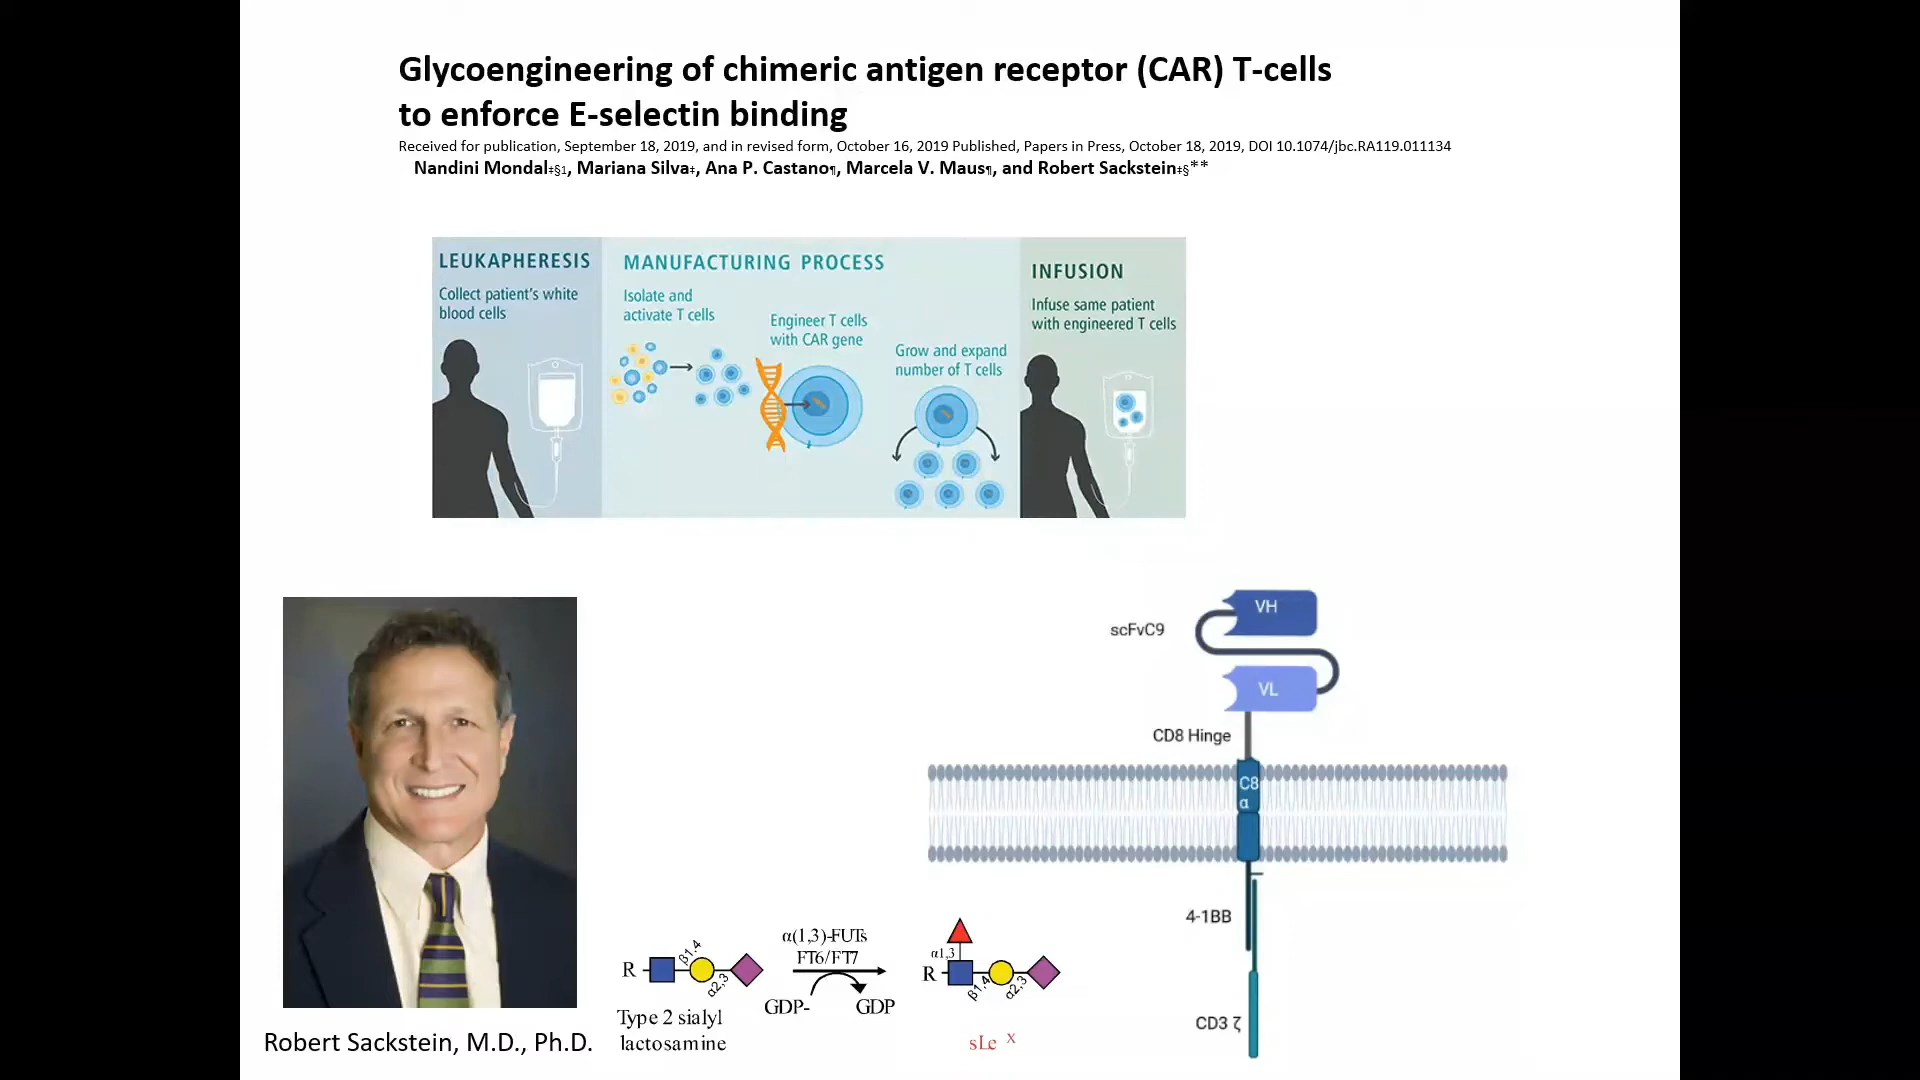 Glycoengineering of chimeric antigen receptor (CAR) T-cells
to enforce E-selectin binding
Received for publication, September 18, 2019, and in revised form, October 16, 2019 Published, Papers in Press, October 18, 2019, DOI 10.1074/jbc.RA119.011134
Nandini Mondal‡§1, Mariana Silva‡, Ana P. Castano¶, Marcela V. Maus¶, and Robert Sackstein‡§**
LEUKAPHERESIS
Collect patient's white
blood cells
MANUFACTURING PROCESS
Isolate and
activate T cells
Engineer T cells
with CAR gene
Grow and expand
number of T cells
INFUSION
Infuse same patient
with engineered T cells
scFvC9
VH
VL
CD8 Hinge
C8
α
4-1BB
CD3 ζ
R
β1,4
α2,3
Type 2 sialyl
lactosamine
α(1,3)-FUTs
FT6/FT7
GDP-
GDP
α1,3
R
β1,4
α2,3
sLe X
Robert Sackstein, M.D., Ph.D.